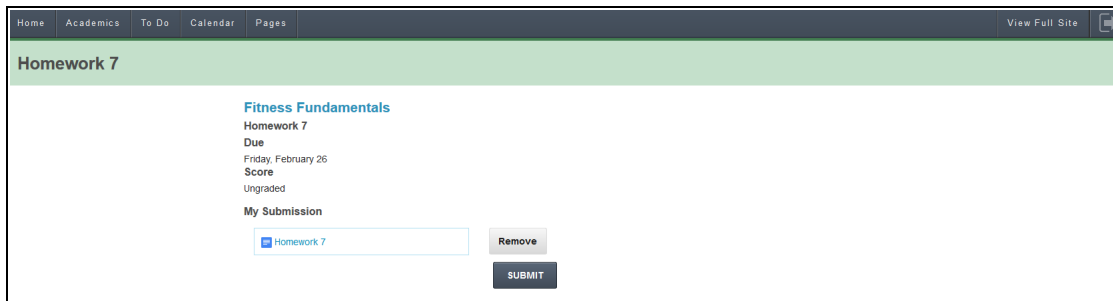 Home Academics To Do Calendar Pages View Full Site
Homework 7
Fitness Fundamentals
Homework 7
Due
Friday, February 26
Score
Ungraded
My Submission
Homework 7 Remove
SUBMIT